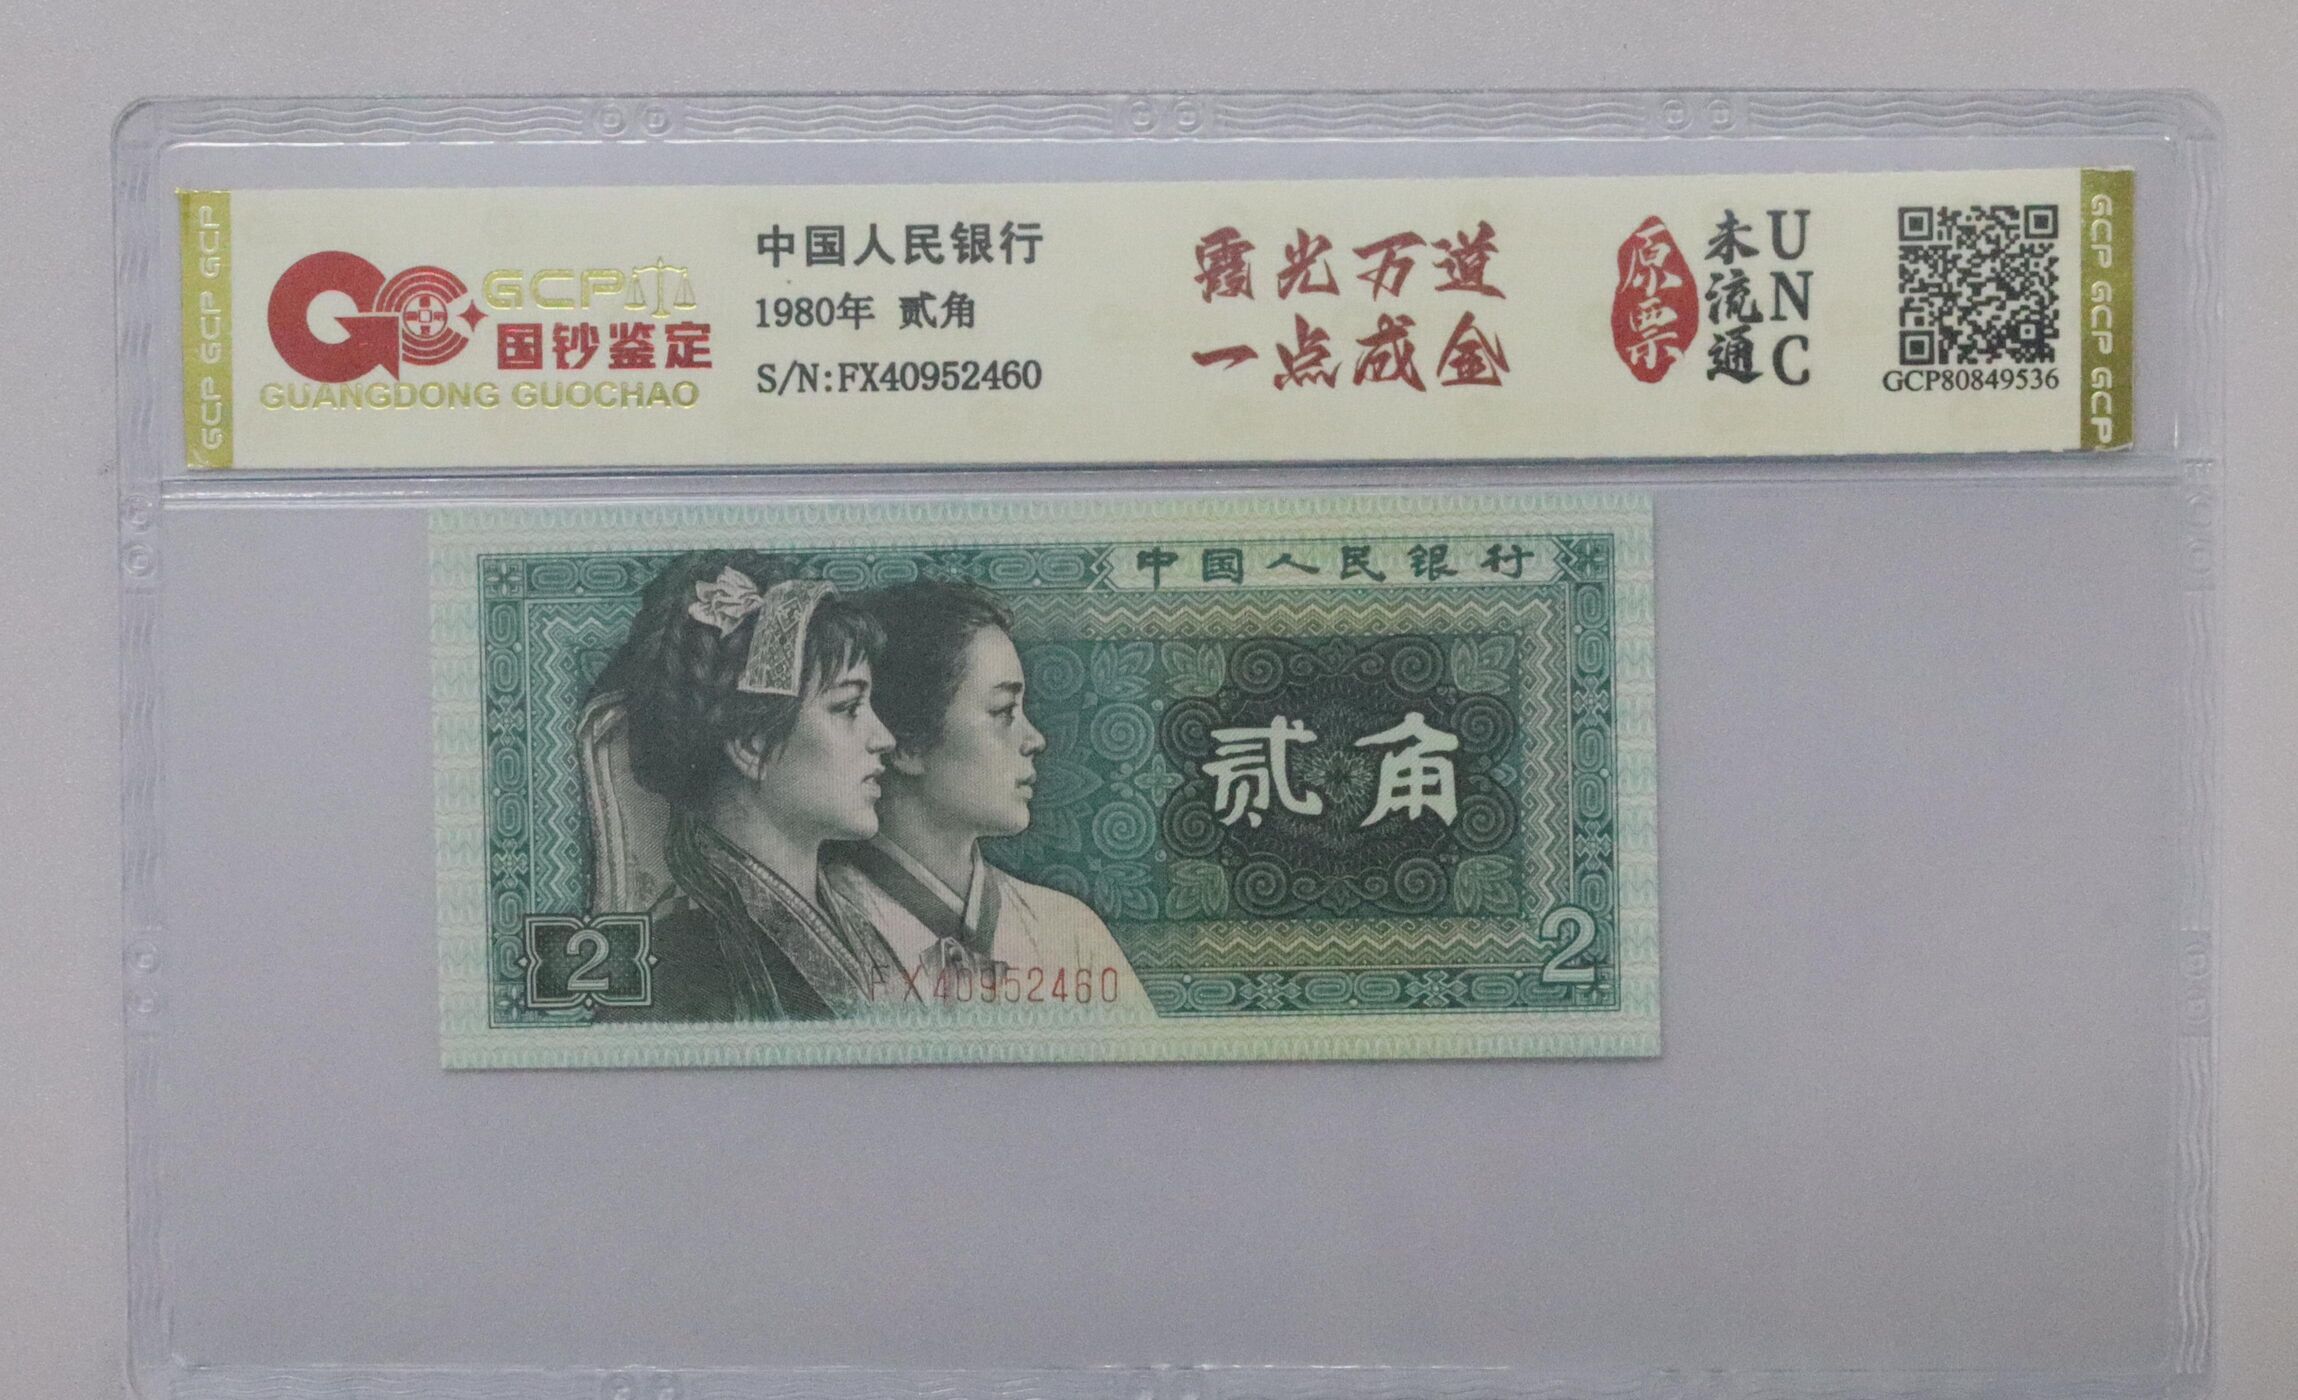 GCP GCP GCP
GCP
国钞鉴定
GUANGDONG GUOCHAO
中国人民银行
1980年 贰角
S/N:FX40952460
霞光万道
一点成金
原票
未流通
UNC
GCP80849536
GCP GCP GCP
中国人民银行
贰角
2
2
FX40952460